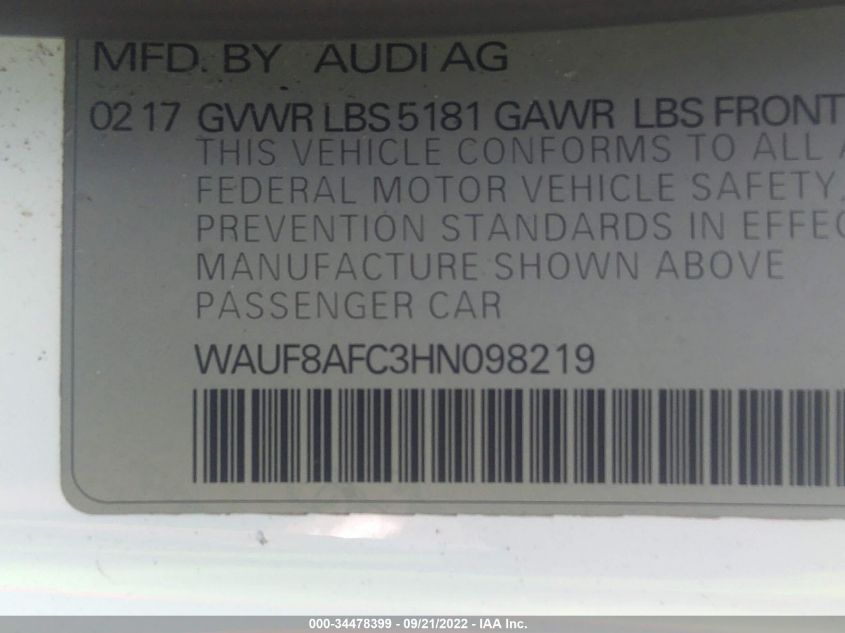 MFD. BY AUDI AG
02 17 GVWR LBS 5181 GAWR LBS FRONT
THIS VEHICLE CONFORMS TO ALL
FEDERAL MOTOR VEHICLE SAFETY,
PREVENTION STANDARDS IN EFFEC
MANUFACTURE SHOWN ABOVE
PASSENGER CAR
WAUF8AFC3HN098219
000-34478399 - 09/21/2022 - IAA Inc.